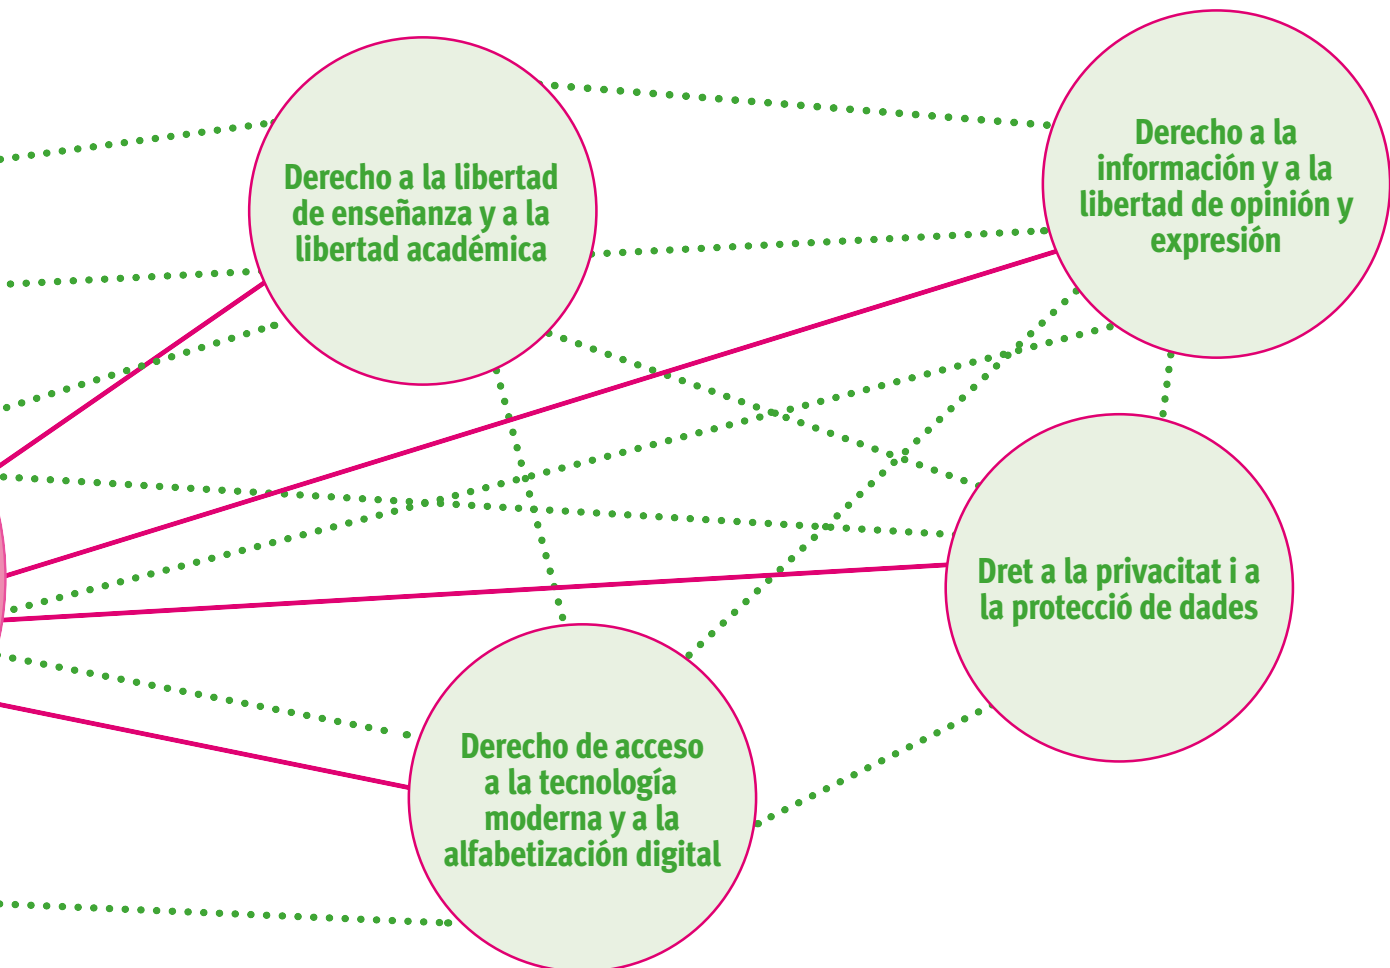 Derecho a la libertad
de enseñanza y a la
libertad académica
Derecho a la
información y a la
libertad de opinión y
expresión
Dret a la privacitat i a
la protecció de dades
Derecho de acceso
a la tecnología
moderna y a la
alfabetización digital